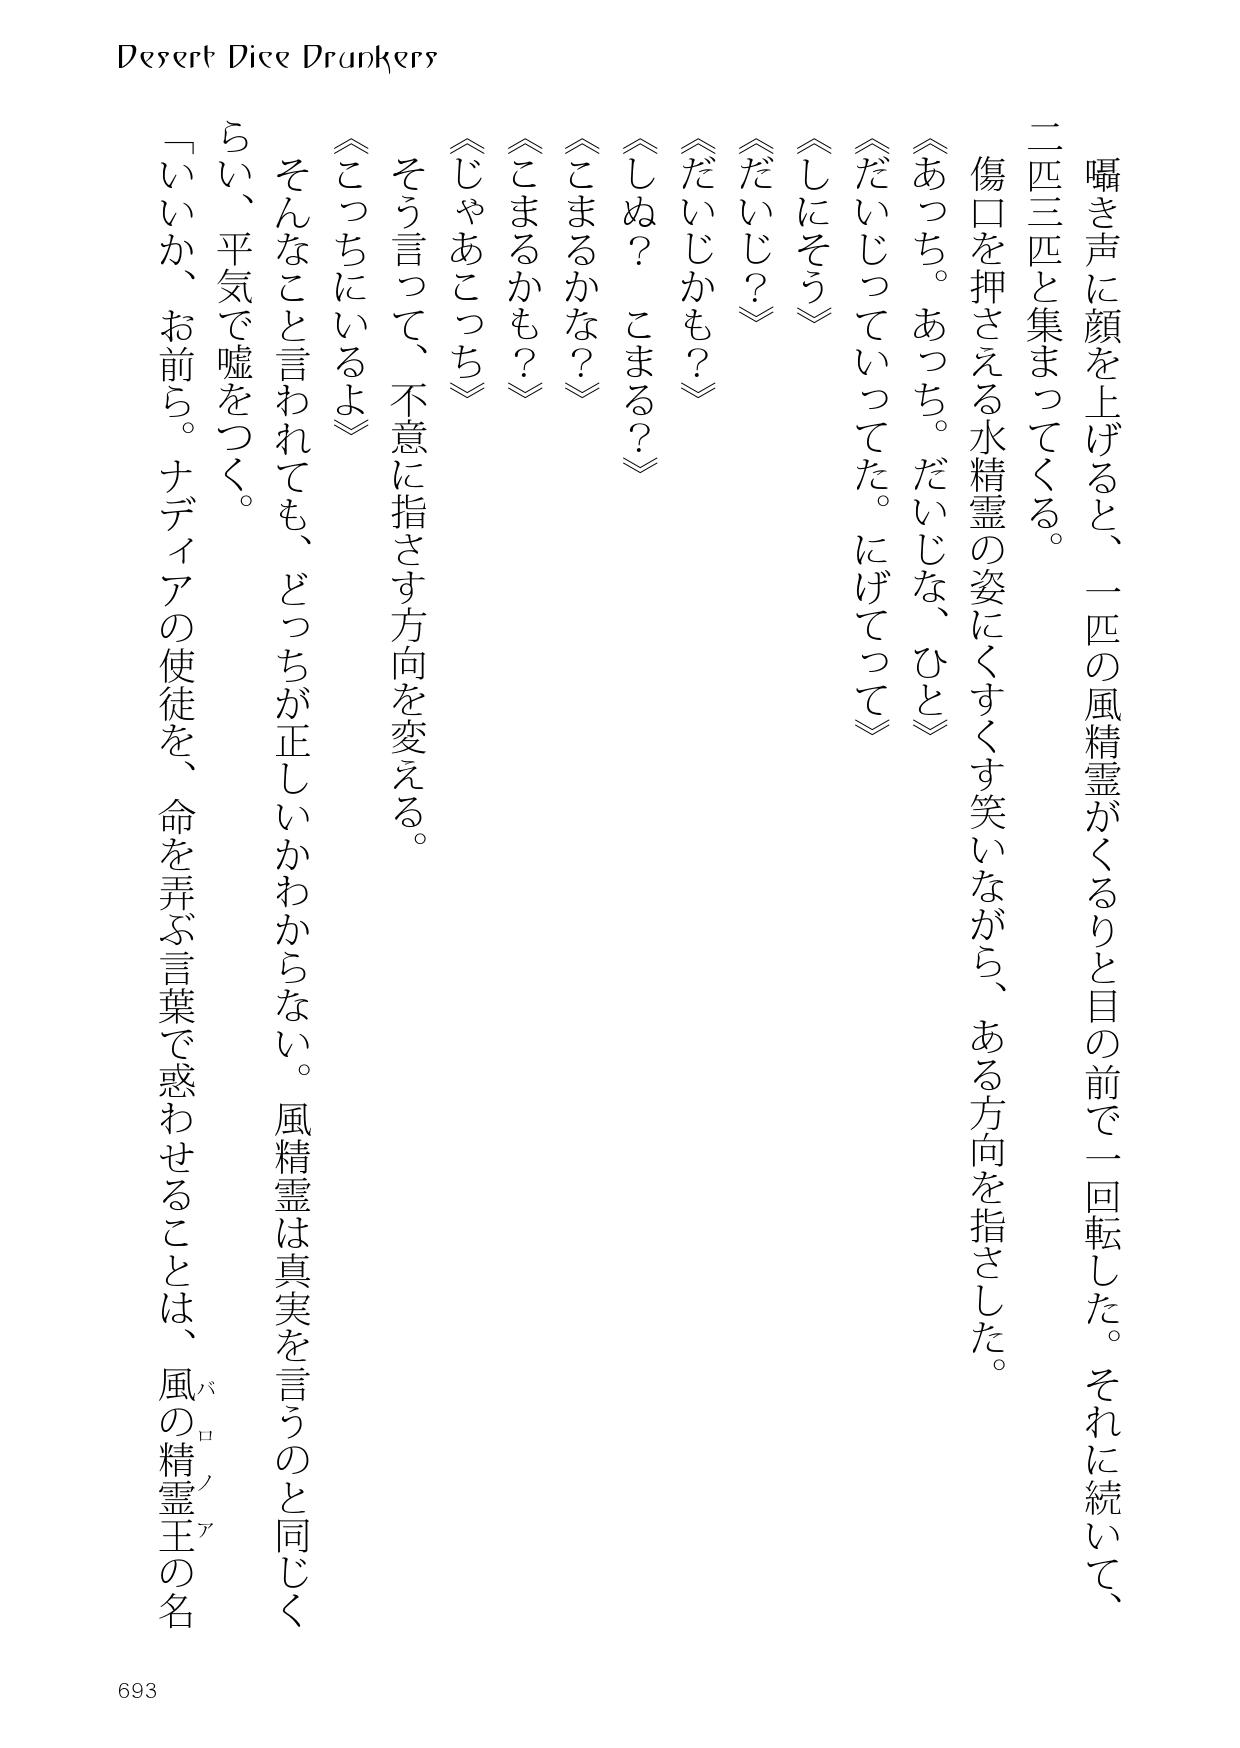 Desert Dice Drunkers
　囁き声に顔を上げると、一匹の風精霊がくるりと目の前で一回転した。それに続いて、
二匹三匹と集まってくる。
　傷口を押さえる水精霊の姿にくすくす笑いながら、ある方向を指さした。
《あっち。あっち。だいじな、ひと》
《だいじっていってた。にげてって》
《しにそう》
《だいじ？》
《だいじかも？》
《しぬ？　こまる？》
《こまるかな？》
《こまるかも？》
《じゃあこっち》
　そう言って、不意に指さす方向を変える。
《こっちにいるよ》
　そんなこと言われても、どっちが正しいかわからない。風精霊は真実を言うのと同じく
らい、平気で嘘をつく。
「いいか、お前ら。ナディアの使徒を、命を弄ぶ言葉で惑わせることは、風の精霊王の名
バロノア
693